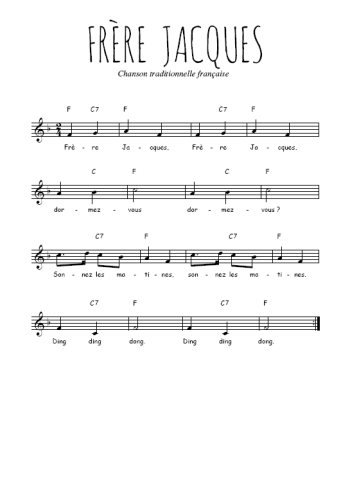 FRÈRE JACQUES
Chanson traditionnelle française
F C7 F C7 F
Frè - re Ja - cques, Frè - re Ja - cques,
C F C F
dor - mez - vous dor - mez - vous ?
C7 F C7 F
Son - nez les ma - ti - nes, son - nez les ma - ti - nes.
C7 F C7 F
Ding ding dong. Ding ding dong.